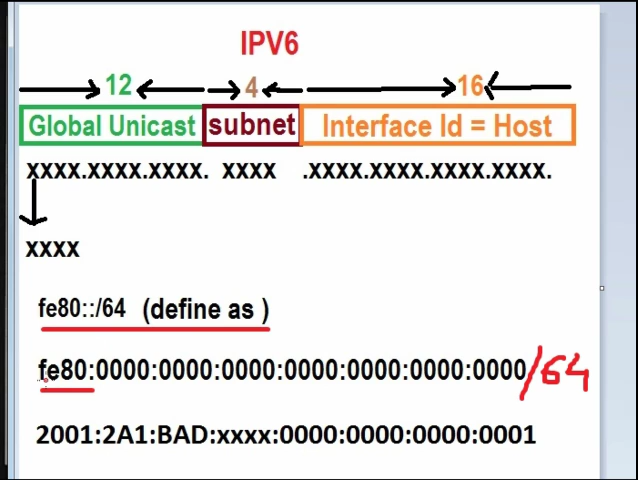 IPV6
12 4 16
Global Unicast subnet Interface Id = Host
xxxx.xxxx.xxxx. xxxx .xxxx.xxxx.xxxx.xxxx.
xxxx
fe80::/64 (define as )
fe80:0000:0000:0000:0000:0000:0000:0000/64
2001:2A1:BAD:xxxx:0000:0000:0000:0001